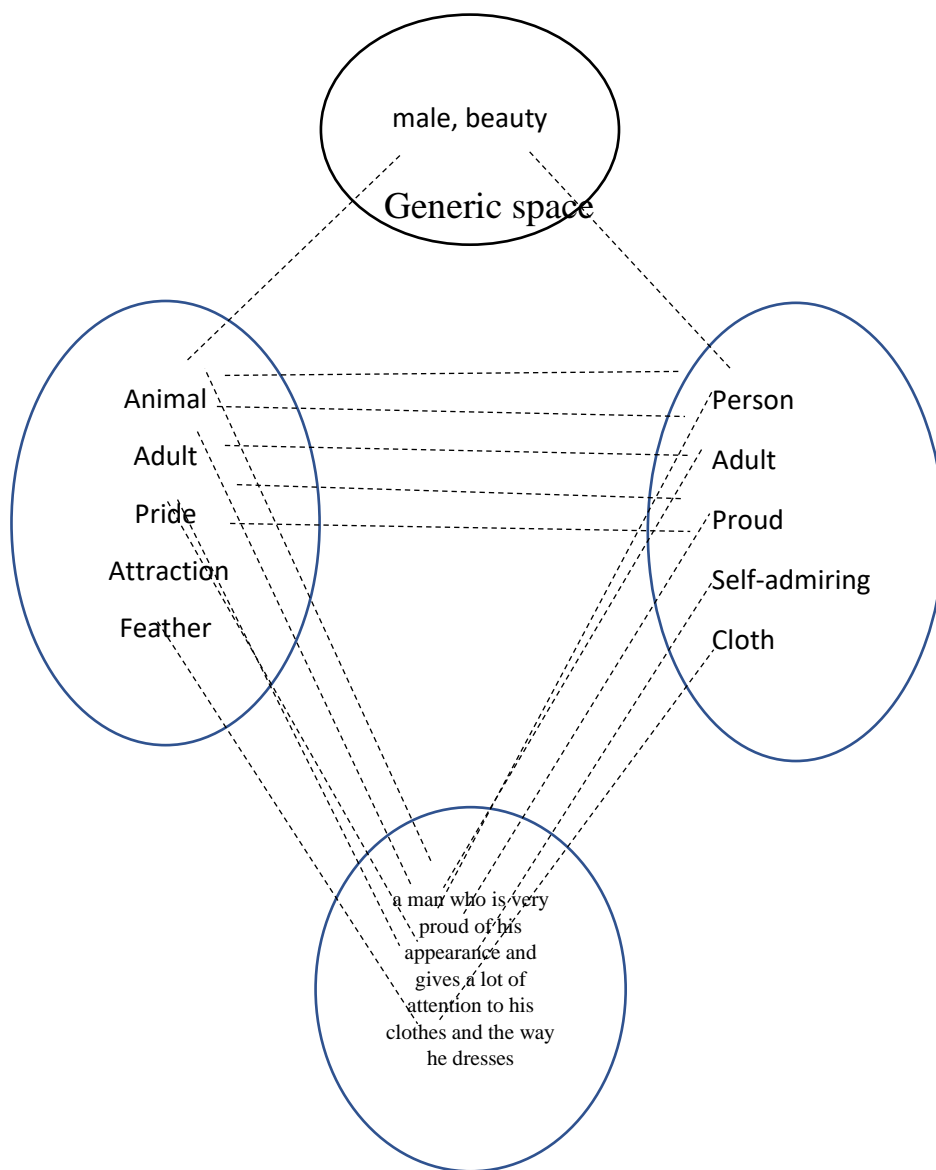 male, beauty
Generic space
Animal
Adult
Pride
Attraction
Feather
Person
Adult
Proud
Self-admiring
Cloth
a man who is very
proud of his
appearance and
gives a lot of
attention to his
clothes and the way
he dresses